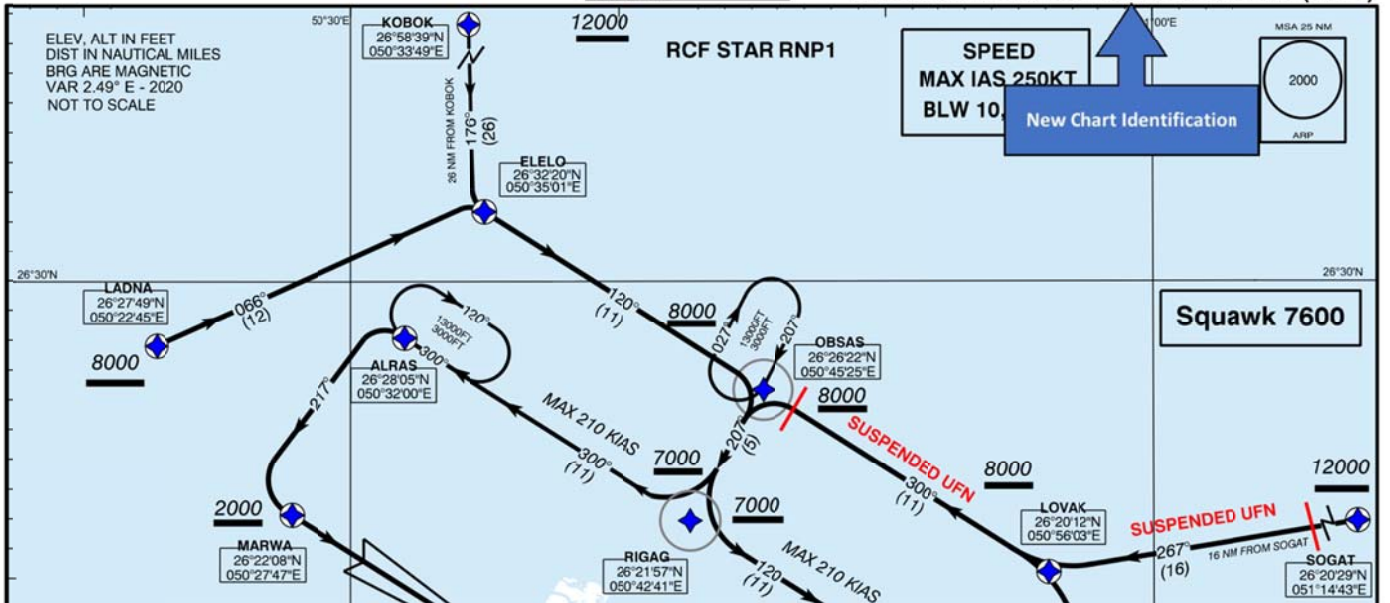 ELEV, ALT IN FEET
DIST IN NAUTICAL MILES
BRG ARE MAGNETIC
VAR 2.49° E - 2020
NOT TO SCALE
KOBOK
26°58'39"N
050°33'49"E
12000
RCF STAR RNP1
SPEED
MAX IAS 250KT
BLW 10,
New Chart Identification
MSA 25 NM
2000
ARP
26 NM FROM KOBOK
176°
(26)
ELELO
26°32'20"N
050°35'01"E
26°30'N
26°30'N
LADNA
26°27'49"N
050°22'45"E
8000
066°
(12)
120°
(11)
8000
Squawk 7600
120°
13000FT
3000FT
300°
ALRAS
26°28'05"N
050°32'00"E
027°
13000FT
3000FT
207°
OBSAS
26°26'22"N
050°45'25"E
8000
217°
MAX 210 KIAS
300°
(11)
207°
(5)
7000
7000
SUSPENDED UFN
300°
(11)
8000
12000
2000
MARWA
26°22'08"N
050°27'47"E
RIGAG
26°21'57"N
050°42'41"E
120
(11)
MAX 210 KIAS
LOVAK
26°20'12"N
050°56'03"E
SUSPENDED UFN
267°
(16)
16 NM FROM SOGAT
SOGAT
26°20'29"N
051°14'43"E